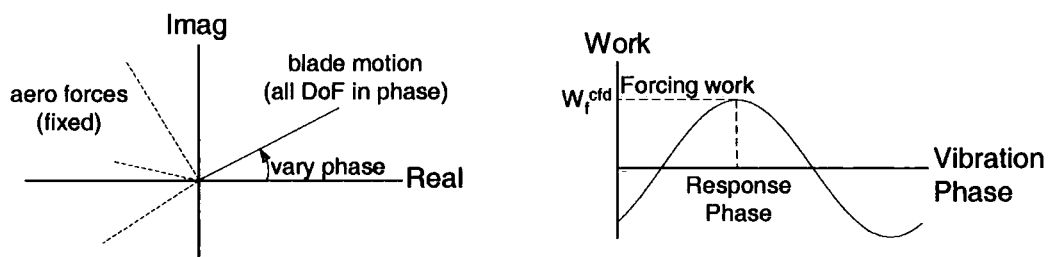 Imag
blade motion
(all DoF in phase)
aero forces
(fixed)
vary phase
Real
Work
W_f^cfd
Forcing work
Vibration
Phase
Response
Phase